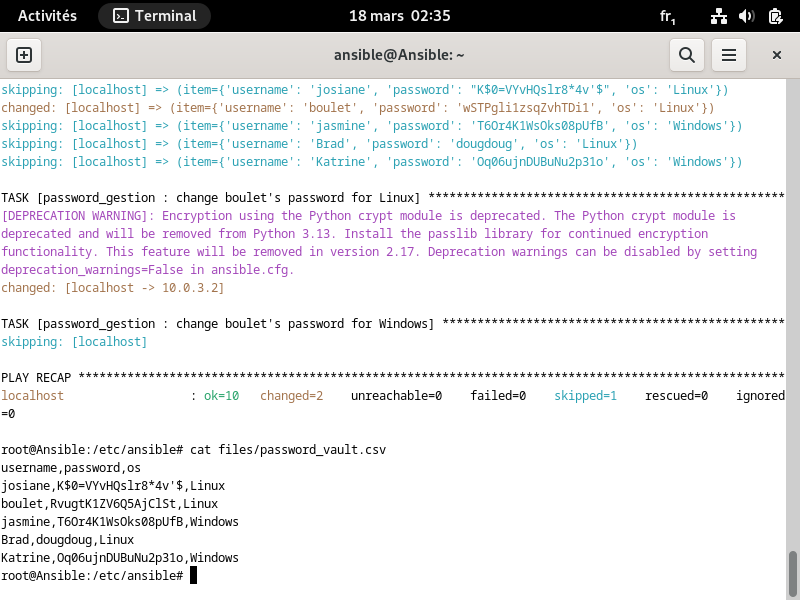 Activités Terminal 18 mars 02:35 fr₁
ansible@Ansible: ~
skipping: [localhost] => (item={'username': 'josiane', 'password': "K$0=VYvHQslr8*4v'$", 'os': 'Linux'})
changed: [localhost] => (item={'username': 'boulet', 'password': 'wSTPgli1zsqZvhTDi1', 'os': 'Linux'})
skipping: [localhost] => (item={'username': 'jasmine', 'password': 'T6Or4K1WsOks08pUfB', 'os': 'Windows'})
skipping: [localhost] => (item={'username': 'Brad', 'password': 'dougdoug', 'os': 'Linux'})
skipping: [localhost] => (item={'username': 'Katrine', 'password': 'Oq06ujnDUBuNu2p31o', 'os': 'Windows'})
TASK [password_gestion : change boulet's password for Linux] ***************************************************
[DEPRECATION WARNING]: Encryption using the Python crypt module is deprecated. The Python crypt module is
deprecated and will be removed from Python 3.13. Install the passlib library for continued encryption
functionality. This feature will be removed in version 2.17. Deprecation warnings can be disabled by setting
deprecation_warnings=False in ansible.cfg.
changed: [localhost -> 10.0.3.2]
TASK [password_gestion : change boulet's password for Windows] *************************************************
skipping: [localhost]
PLAY RECAP *****************************************************************************************************
localhost : ok=10 changed=2 unreachable=0 failed=0 skipped=1 rescued=0 ignored
=0
root@Ansible:/etc/ansible# cat files/password_vault.csv
username,password,os
josiane,K$0=VYvHQslr8*4v'$,Linux
boulet,RvugtK1ZV6Q5AjClSt,Linux
jasmine,T6Or4K1WsOks08pUfB,Windows
Brad,dougdoug,Linux
Katrine,Oq06ujnDUBuNu2p31o,Windows
root@Ansible:/etc/ansible#